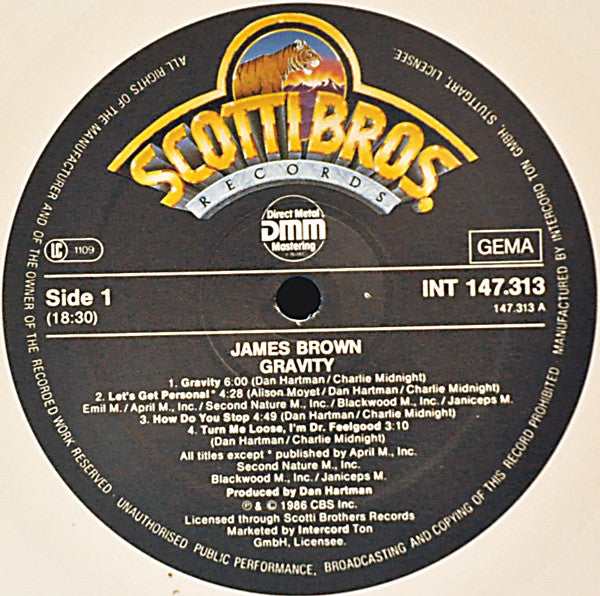 SCOTTI BROS.
RECORDS
Direct Metal
DMM
Mastering
LC 1109
GEMA
Side 1
(18:30)
INT 147.313
147.313 A
JAMES BROWN
GRAVITY
1. Gravity 6:00 (Dan Hartman/Charlie Midnight)
2. Let's Get Personal* 4:28 (Alison Moyet/Dan Hartman/Charlie Midnight)
Emil M./April M., Inc./Second Nature M., Inc./Blackwood M., Inc./Janiceps M.
3. How Do You Stop 4:49 (Dan Hartman/Charlie Midnight)
4. Turn Me Loose, I'm Dr. Feelgood 3:10
(Dan Hartman/Charlie Midnight)
All titles except * published by April M., Inc.
Second Nature M., Inc.
Blackwood M., Inc./Janiceps M.
Produced by Dan Hartman
℗ & © 1986 CBS Inc.
Licensed through Scotti Brothers Records
Marketed by Intercord Ton
GmbH, Licensee.
ALL RIGHTS OF THE MANUFACTURER AND OF THE OWNER OF THE RECORDED WORK RESERVED · UNAUTHORISED PUBLIC PERFORMANCE, BROADCASTING AND COPYING OF THIS RECORD PROHIBITED
MANUFACTURED BY INTERCORD TON GMBH, STUTTGART, LICENSEE.